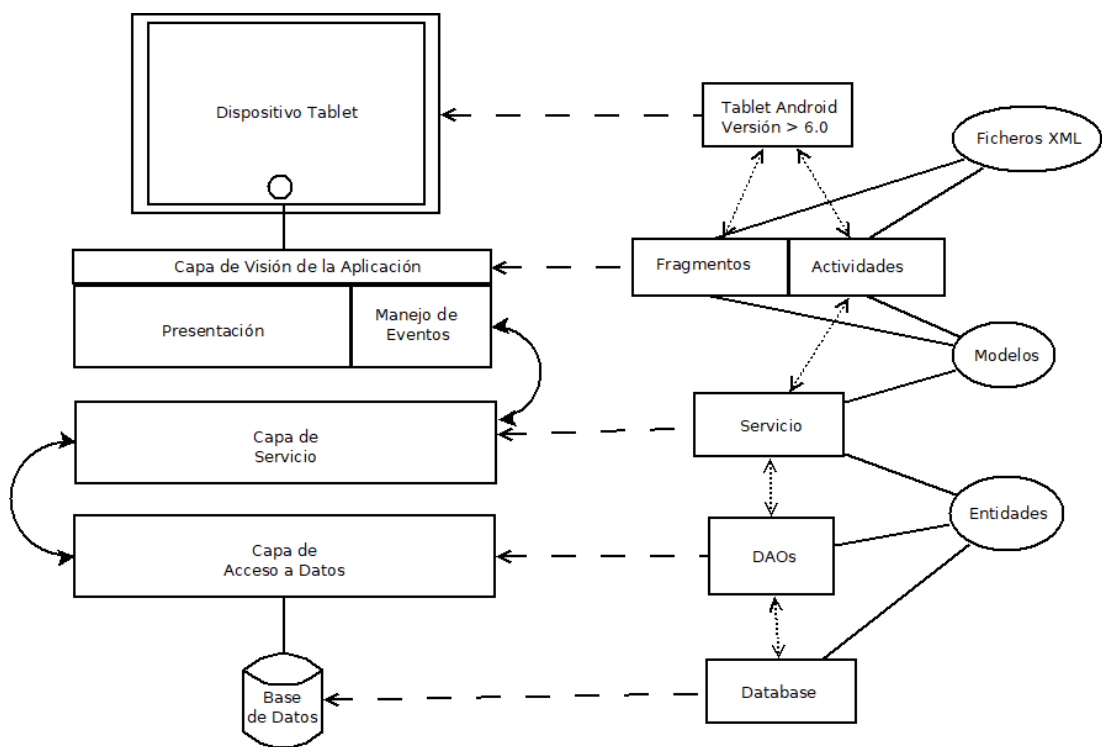 Dispositivo Tablet
Tablet Android
Versión > 6.0
Ficheros XML
Capa de Visión de la Aplicación
Fragmentos
Actividades
Presentación
Manejo de
Eventos
Modelos
Capa de
Servicio
Servicio
Entidades
Capa de
Acceso a Datos
DAOs
Base
de Datos
Database